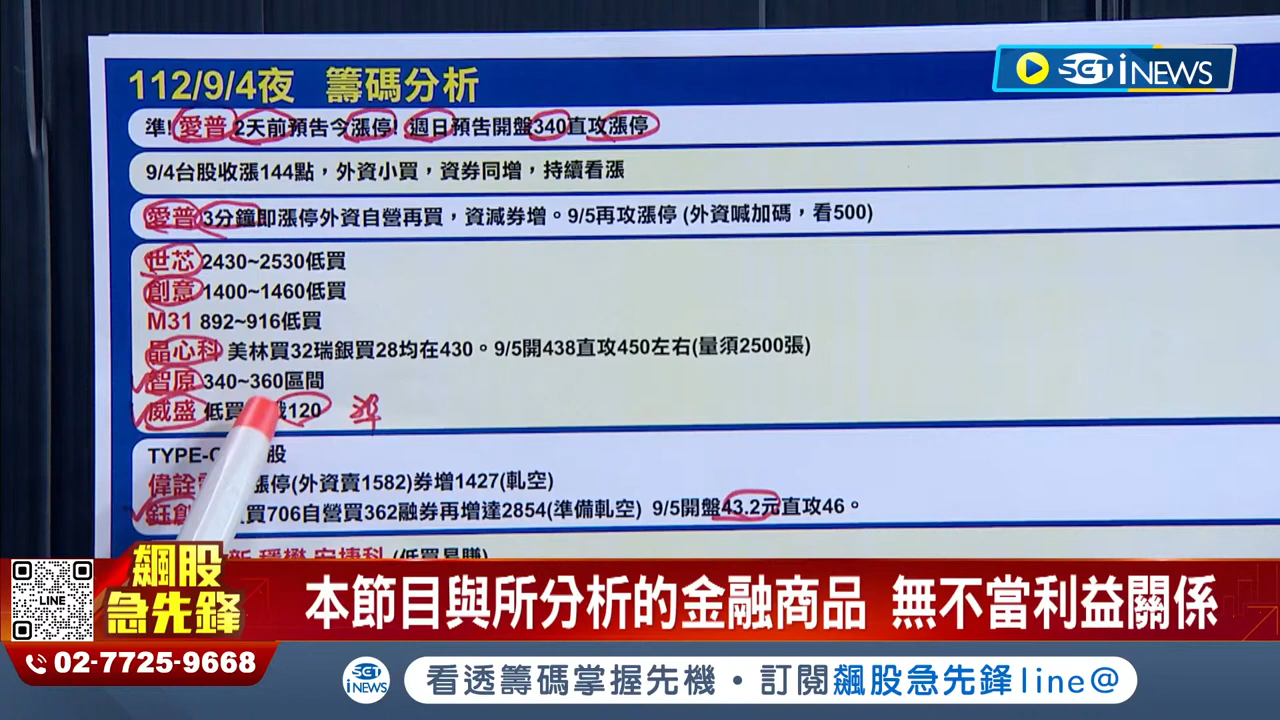 SET iNEWS
112/9/4夜 籌碼分析
準! 愛普 2天前預告今漲停! 週日預告開盤340直攻漲停
9/4台股收漲144點，外資小買，資券同增，持續看漲
愛普 3分鐘即漲停外資自營再買，資減券增。9/5再攻漲停 (外資喊加碼，看500)
世芯 2430~2530低買
創意 1400~1460低買
M31 892~916低買
晶心科 美林買32瑞銀買28均在430。9/5開438直攻450左右(量須2500張)
智原 340~360區間
威盛 低買 120 準
TYPE-C 股
偉詮 漲停(外資賣1582)券增1427(軋空)
鈺創 買706自營買362融券再增達2854(準備軋空) 9/5開盤43.2元直攻46。
新 瑞懋 安捷科 (低買易賺)
LINE
飆股
急先鋒
本節目與所分析的金融商品 無不當利益關係
02-7725-9668
SET iNEWS
看透籌碼掌握先機・訂閱飆股急先鋒line@